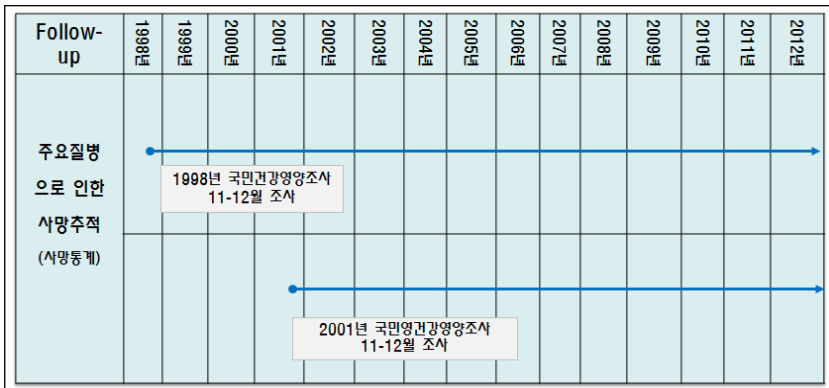 Follow-
up
1998년
1999년
2000년
2001년
2002년
2003년
2004년
2005년
2006년
2007년
2008년
2009년
2010년
2011년
2012년
주요질병
으로 인한
사망추적
(사망통계)
1998년 국민건강영양조사
11-12월 조사
2001년 국민영건강영양조사
11-12월 조사